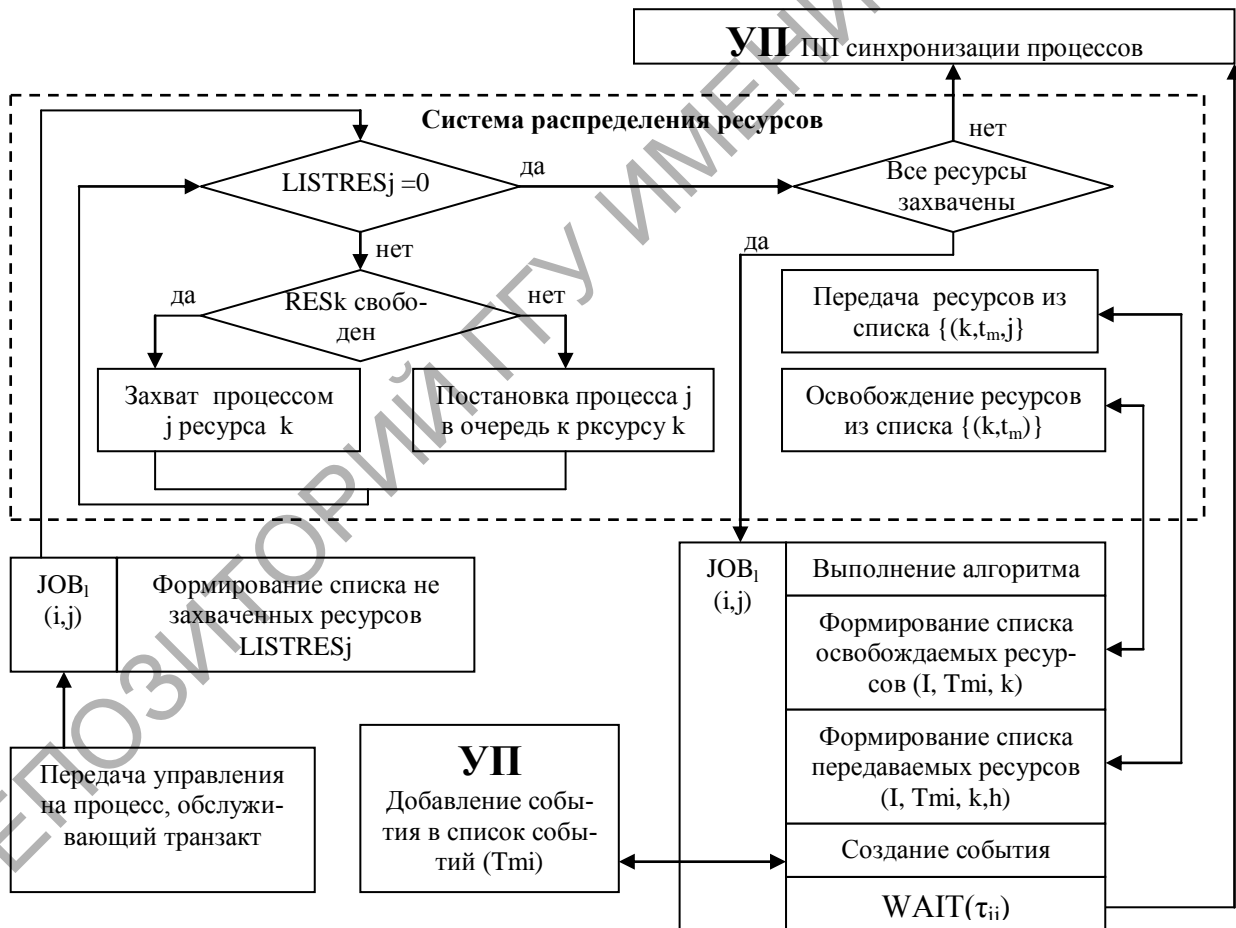 УП ПП синхронизации процессов
Система распределения ресурсов
нет
LISTRESj =0
да
Все ресурсы
захвачены
нет
да
да
RESk свобо-
ден
нет
Передача ресурсов из
списка {(k,tm,j}
Захват процессом
j ресурса k
Постановка процесса j
в очередь к рксурсу k
Освобождение ресурсов
из списка {(k,tm)}
JOBl
(i,j)
Формирование списка не
захваченных ресурсов
LISTRESj
JOBl
(i,j)
Выполнение алгоритма
Формирование списка
освобождаемых ресур-
сов (I, Tmi, k)
Передача управления
на процесс, обслужи-
вающий транзакт
УП
Добавление собы-
тия в список собы-
тий (Tmi)
Формирование списка
передаваемых ресурсов
(I, Tmi, k,h)
Создание события
WAIT(τij)
ЕПОЗИТОРИЙ ГГУ ИМЕНИ